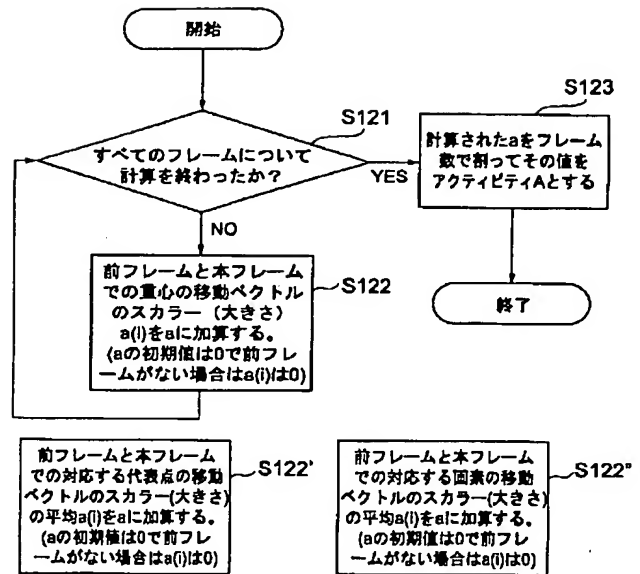 開始
S121
すべてのフレームについて
計算を終わったか？
YES
NO
S123
計算されたaをフレーム
数で割ってその値を
アクティビティAとする
終了
前フレームと本フレーム
での重心の移動ベクトル
のスカラー（大きさ）
a(i)をaに加算する。
(aの初期値は0で前フレ
ームがない場合はa(i)は0)
S122
前フレームと本フレーム
での対応する代表点の移動
ベクトルのスカラー(大きさ)
の平均a(i)をaに加算する。
(aの初期値は0で前フレ
ームがない場合はa(i)は0)
S122'
前フレームと本フレーム
での対応する画素の移動
ベクトルのスカラー(大きさ)
の平均a(i)をaに加算する。
(aの初期値は0で前フレ
ームがない場合はa(i)は0)
S122"